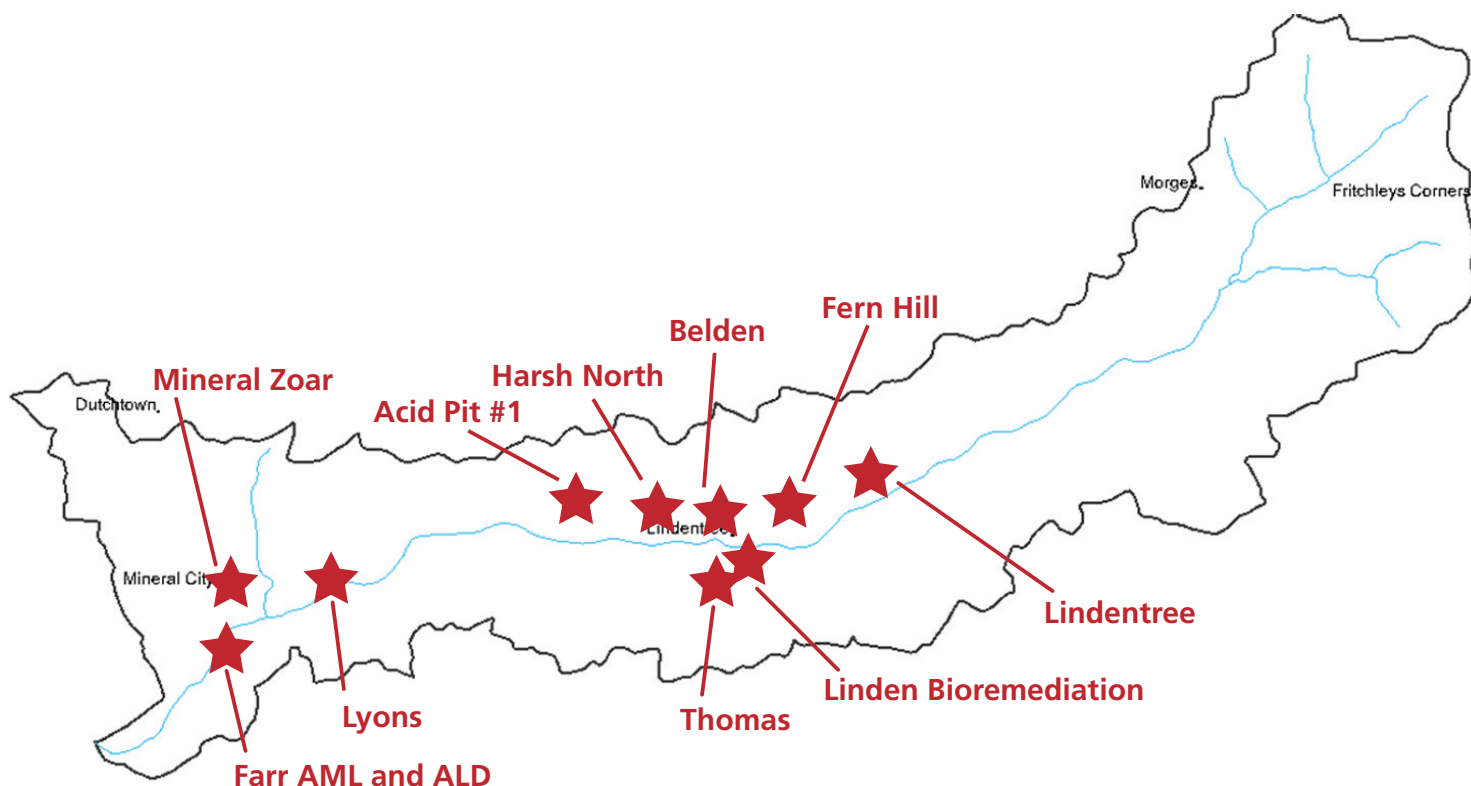 Morges
Fritchleys Corners
Fern Hill
Belden
Harsh North
Mineral Zoar
Acid Pit #1
Dutchtown
Lindentree
Mineral City
Lindentree
Linden Bioremediation
Lyons
Thomas
Farr AML and ALD